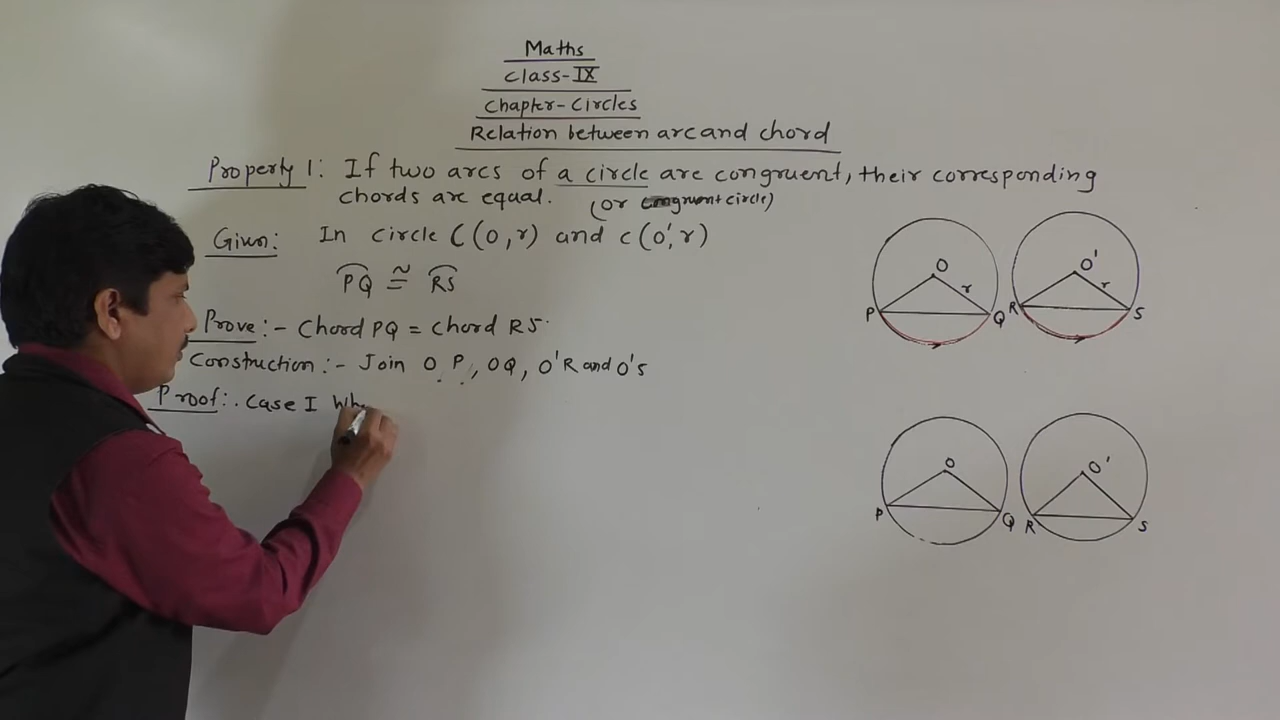 Maths
Class-IX
Chapter-Circles
Relation between arc and chord
Property 1: If two arcs of a circle are congruent, their corresponding
chords are equal. (or congruent circle)
Given: In circle C(O,r) and C(O',r)
PQ ≅ RS
Prove:- Chord PQ = Chord RS.
Construction:- Join O P, OQ, O'R and O'S
Proof:. Case I Wh
O O'
r r
P Q R S
O O'
P Q R S